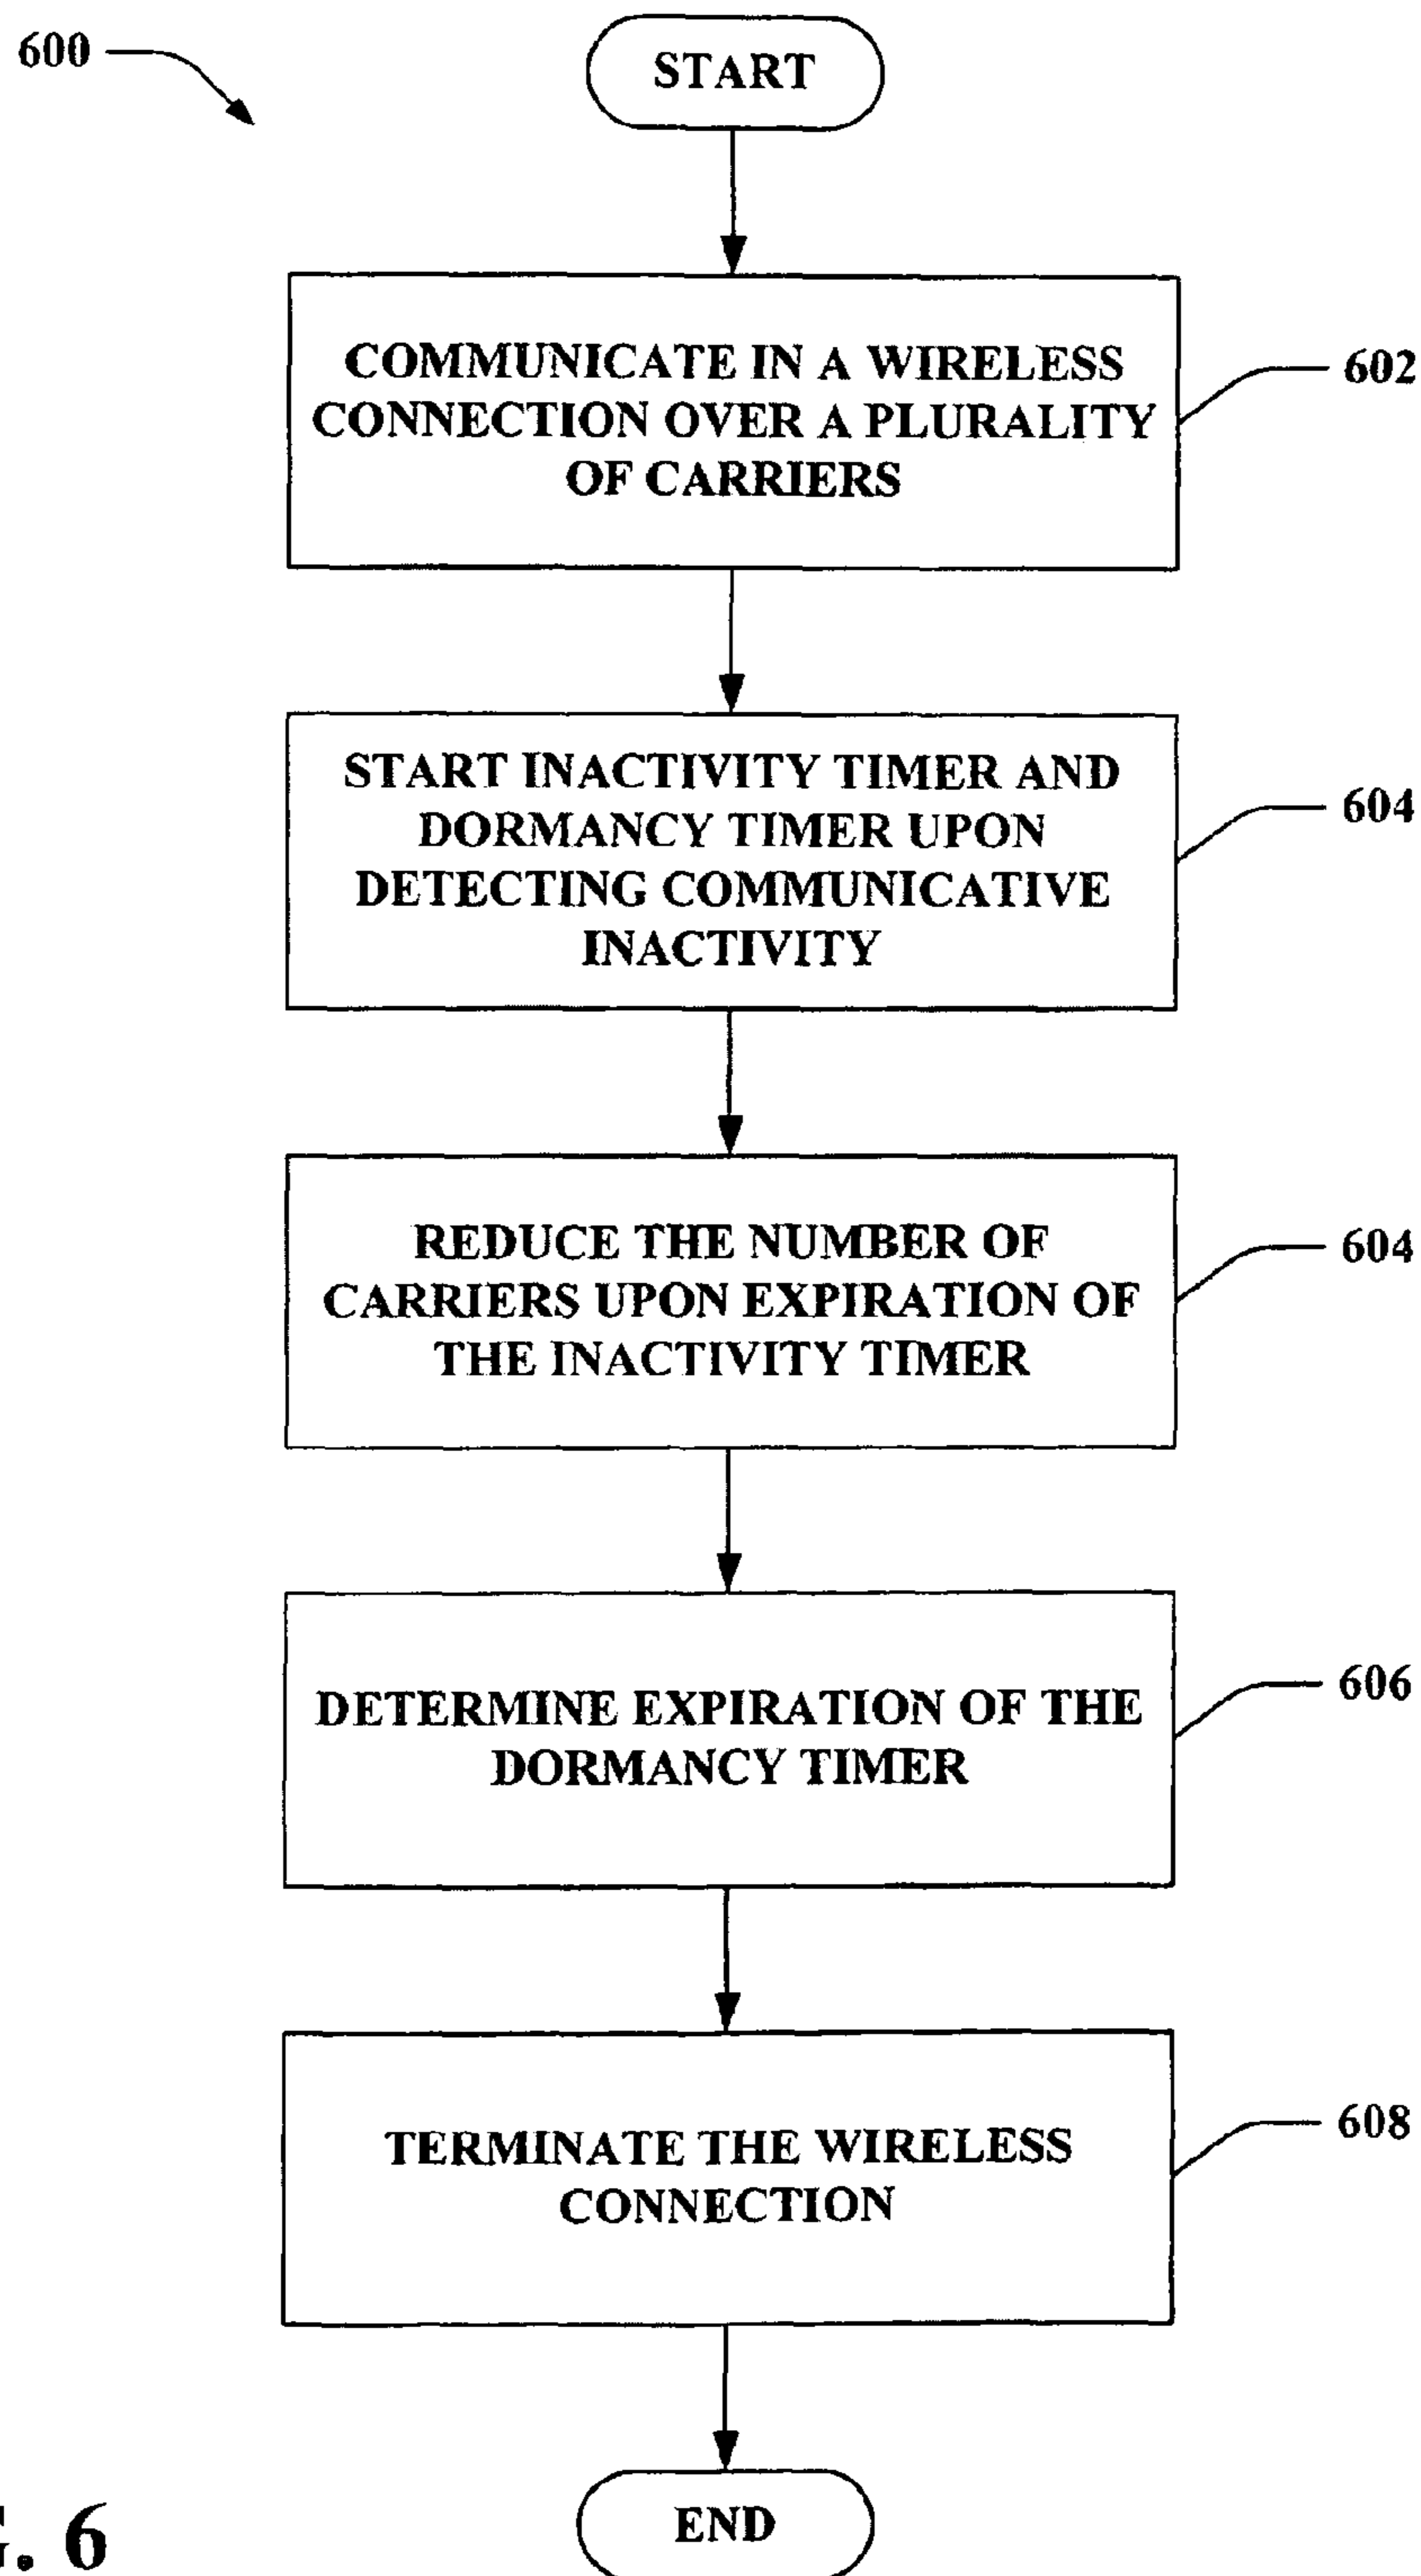 600
START
COMMUNICATE IN A WIRELESS
CONNECTION OVER A PLURALITY
OF CARRIERS
602
START INACTIVITY TIMER AND
DORMANCY TIMER UPON
DETECTING COMMUNICATIVE
INACTIVITY
604
REDUCE THE NUMBER OF
CARRIERS UPON EXPIRATION OF
THE INACTIVITY TIMER
604
DETERMINE EXPIRATION OF THE
DORMANCY TIMER
606
TERMINATE THE WIRELESS
CONNECTION
608
END
G. 6